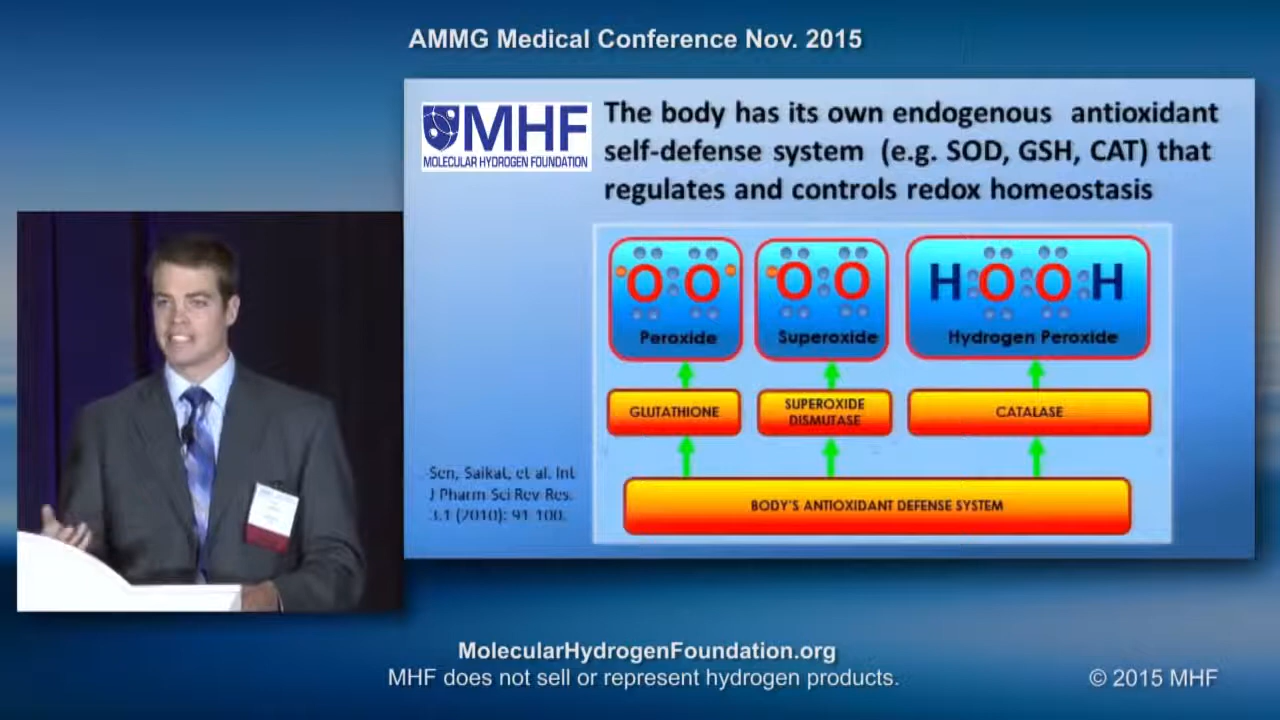 AMMG Medical Conference Nov. 2015
MHF
MOLECULAR HYDROGEN FOUNDATION
The body has its own endogenous antioxidant
self-defense system (e.g. SOD, GSH, CAT) that
regulates and controls redox homeostasis
O O
Peroxide
O O
Superoxide
H O O H
Hydrogen Peroxide
GLUTATHIONE
SUPEROXIDE
DISMUTASE
CATALASE
BODY'S ANTIOXIDANT DEFENSE SYSTEM
Sen, Saikat, et al. Int
J Pharm Sci Rev Res.
3.1 (2010): 91-100.
MolecularHydrogenFoundation.org
MHF does not sell or represent hydrogen products.
© 2015 MHF